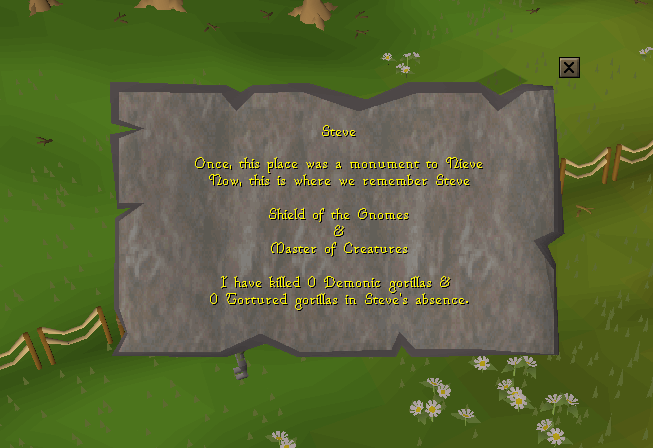 Steve
Once, this place was a monument to Nieve
Now, this is where we remember Steve
Shield of the Gnomes
&
Master of Creatures
I have killed 0 Demonic gorillas &
0 Tortured gorillas in Steve's absence.